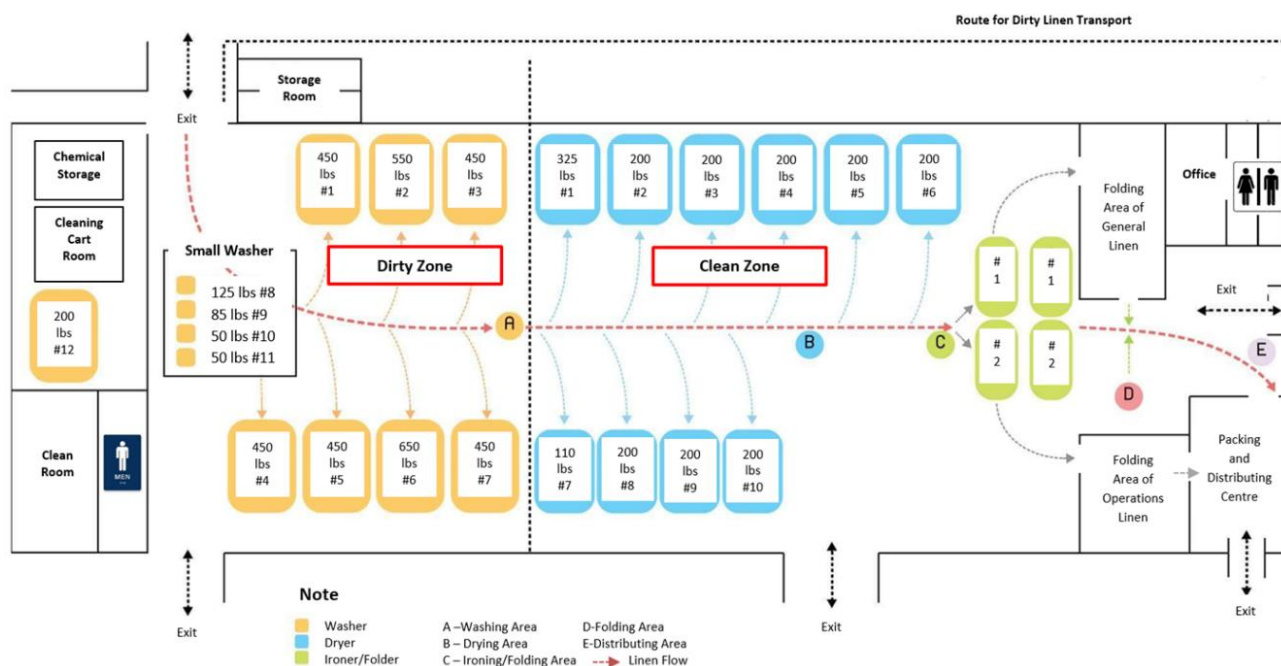 Route for Dirty Linen Transport
Exit
Storage
Room
Chemical
Storage
Cleaning
Cart
Room
200
lbs
#12
Clean
Room
MEN
Small Washer
125 lbs #8
85 lbs #9
50 lbs #10
50 lbs #11
450
lbs
#1
550
lbs
#2
450
lbs
#3
Dirty Zone
450
lbs
#4
450
lbs
#5
650
lbs
#6
450
lbs
#7
A
325
lbs
#1
200
lbs
#2
200
lbs
#3
200
lbs
#4
200
lbs
#5
200
lbs
#6
Clean Zone
B
110
lbs
#7
200
lbs
#8
200
lbs
#9
200
lbs
#10
C
#
1
#
1
#
2
#
2
Folding
Area of
General
Linen
Office
Exit
E
D
Folding
Area of
Operations
Linen
Packing
and
Distributing
Centre
Exit
Exit
Exit
Note
Washer
Dryer
Ironer/Folder
A –Washing Area
B – Drying Area
C – Ironing/Folding Area
D-Folding Area
E-Distributing Area
Linen Flow